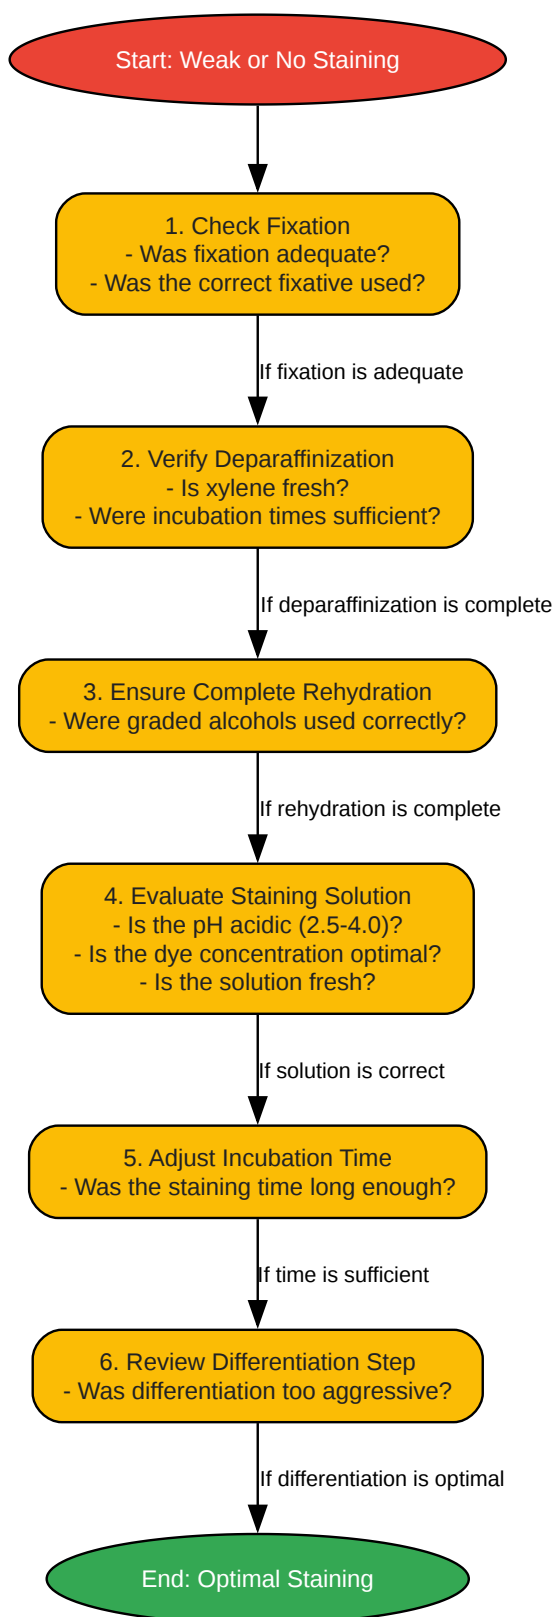 Start: Weak or No Staining
1. Check Fixation
- Was fixation adequate?
- Was the correct fixative used?
If fixation is adequate
2. Verify Deparaffinization
- Is xylene fresh?
- Were incubation times sufficient?
If deparaffinization is complete
3. Ensure Complete Rehydration
- Were graded alcohols used correctly?
If rehydration is complete
4. Evaluate Staining Solution
- Is the pH acidic (2.5-4.0)?
- Is the dye concentration optimal?
- Is the solution fresh?
If solution is correct
5. Adjust Incubation Time
- Was the staining time long enough?
If time is sufficient
6. Review Differentiation Step
- Was differentiation too aggressive?
If differentiation is optimal
End: Optimal Staining